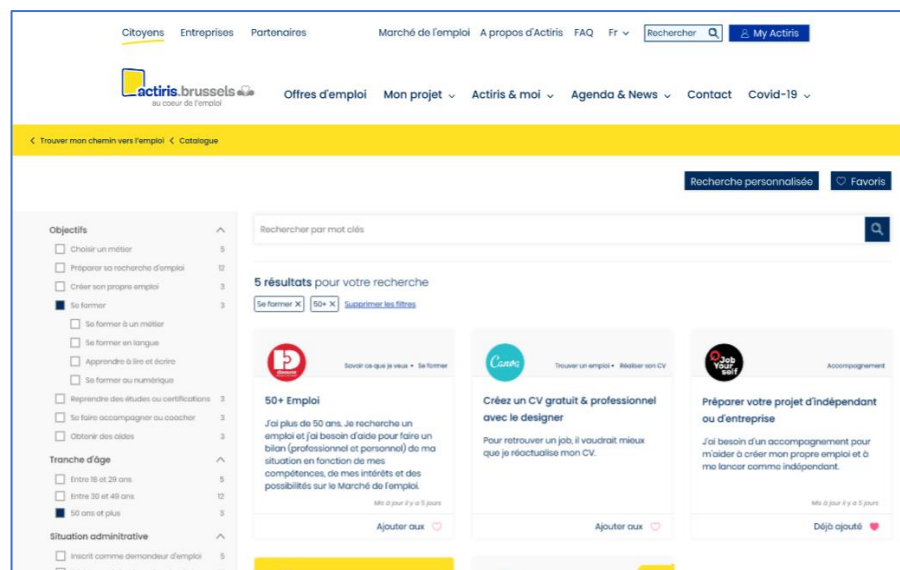 Citoyens Entreprises Partenaires Marché de l'emploi A propos d'Actiris FAQ Fr Rechercher My Actiris
actiris.brussels
au coeur de l'emploi
Offres d'emploi Mon projet Actiris & moi Agenda & News Contact Covid-19
Trouver mon chemin vers l'emploi Catalogue
Recherche personnalisée Favoris
Objectifs
Choisir un métier 5
Préparer sa recherche d'emploi 12
Créer son propre emploi 3
Se former 3
Se former à un métier
Se former en langue
Apprendre à lire et écrire
Se former au numérique
Reprendre des études ou certifications 3
Se faire accompagner ou coacher 3
Obtenir des aides 3
Tranche d'âge
Entre 18 et 29 ans 5
Entre 30 et 49 ans 12
50 ans et plus 3
Situation adminitrative
Inscrit comme demandeur d'emploi 5
Rechercher par mot clés
5 résultats pour votre recherche
Se former X 50+ X Supprimer les filtres
Savoir ce que je veux • Se former
50+ Emploi
J'ai plus de 50 ans. Je recherche un
emploi et j'ai besoin d'aide pour faire un
bilan (professionnel et personnel) de ma
situation en fonction de mes
compétences, de mes intérêts et des
possibilités sur le Marché de l'emploi.
Mis à jour il y a 5 jours
Ajouter aux
Canva
Trouver un emploi • Réaliser son CV
Créez un CV gratuit & professionnel
avec le designer
Pour retrouver un job, il vaudrait mieux
que je réactualise mon CV.
Ajouter aux
Job
Your
self
Accompagnement
Préparer votre projet d'indépendant
ou d'entreprise
J'ai besoin d'un accompagnement pour
m'aider à créer mon propre emploi et à
me lancer comme indépendant.
Mis à jour il y a 5 jours
Déjà ajouté